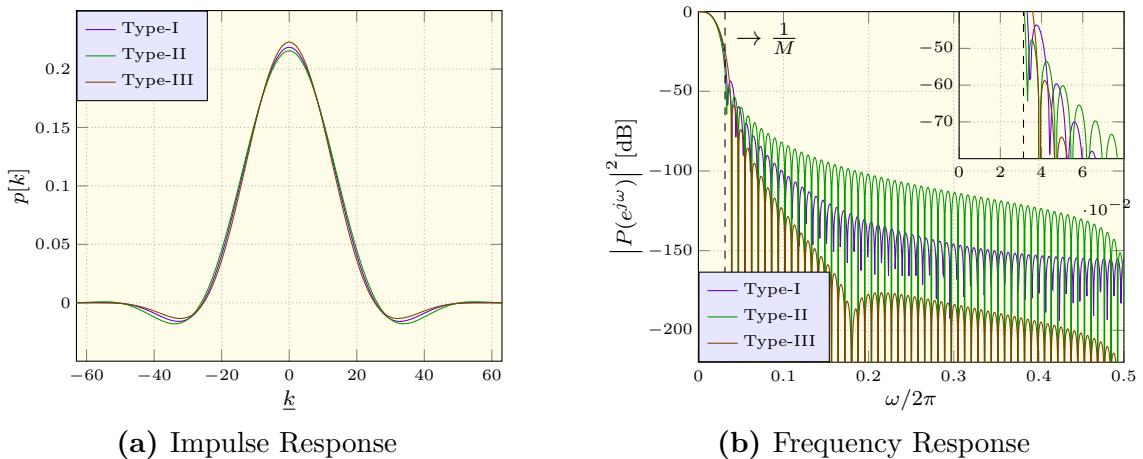 Type-I
Type-II
Type-III
0.2
0.15
0.1
0.05
0
p[k]
−60 −40 −20 0 20 40 60
k
(a) Impulse Response
0
−50
−100
−150
−200
|P(e^{jω})|² [dB]
→ 1/M
−50
−60
−70
0 2 4 6
·10⁻²
Type-I
Type-II
Type-III
0 0.1 0.2 0.3 0.4 0.5
ω/2π
(b) Frequency Response